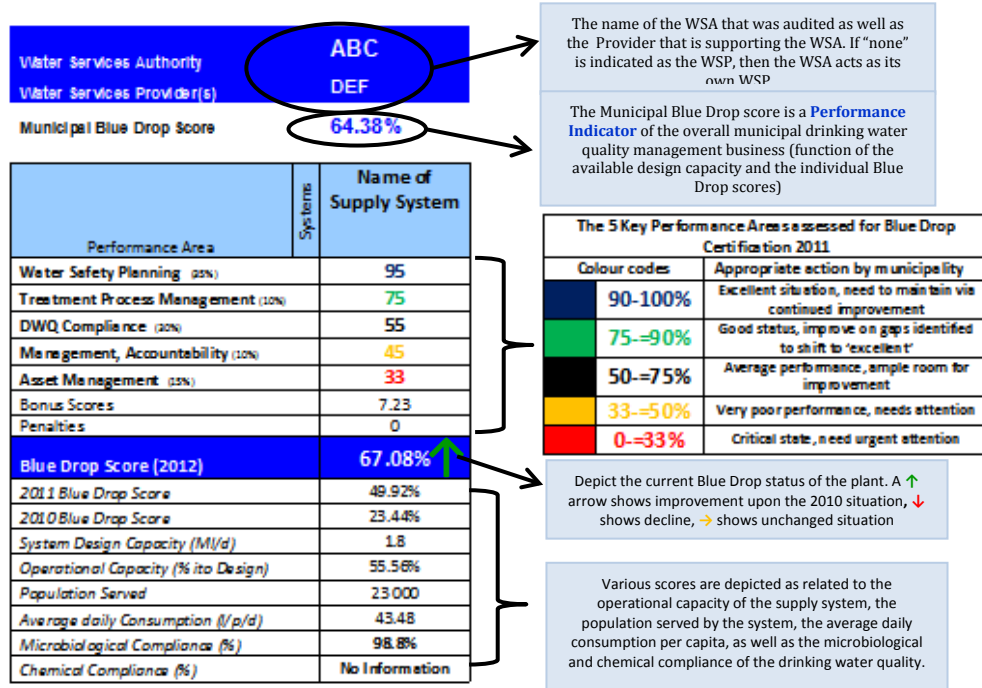 Water Services Authority
ABC
Water Services Provider(s)
DEF
Municipal Blue Drop Score
64.38%
The name of the WSA that was audited as well as
the Provider that is supporting the WSA. If “none”
is indicated as the WSP, then the WSA acts as its
own WSP
The Municipal Blue Drop score is a Performance
Indicator of the overall municipal drinking water
quality management business (function of the
available design capacity and the individual Blue
Drop scores)
Performance Area
Systems
Name of
Supply System
Water Safety Planning (35%)
95
Treatment Process Management (10%)
75
DWQ Compliance (30%)
55
Management, Accountability (10%)
45
Asset Management (15%)
33
Bonus Scores
7.23
Penalties
0
Blue Drop Score (2012)
67.08% ↑
2011 Blue Drop Score
49.92%
2010 Blue Drop Score
23.44%
System Design Capacity (Ml/d)
1.8
Operational Capacity (% ito Design)
55.56%
Population Served
23 000
Average daily Consumption (l/p/d)
43.48
Microbiological Compliance (%)
98.8%
Chemical Compliance (%)
No Information
The 5 Key Performance Areas assessed for Blue Drop
Certification 2011
Colour codes
Appropriate action by municipality
90-100%
Excellent situation, need to maintain via
continued improvement
75-=90%
Good status, improve on gaps identified
to shift to ‘excellent’
50-=75%
Average performance, ample room for
improvement
33-=50%
Very poor performance, needs attention
0-=33%
Critical state, need urgent attention
Depict the current Blue Drop status of the plant. A ↑
arrow shows improvement upon the 2010 situation, ↓
shows decline, → shows unchanged situation
Various scores are depicted as related to the
operational capacity of the supply system, the
population served by the system, the average daily
consumption per capita, as well as the microbiological
and chemical compliance of the drinking water quality.